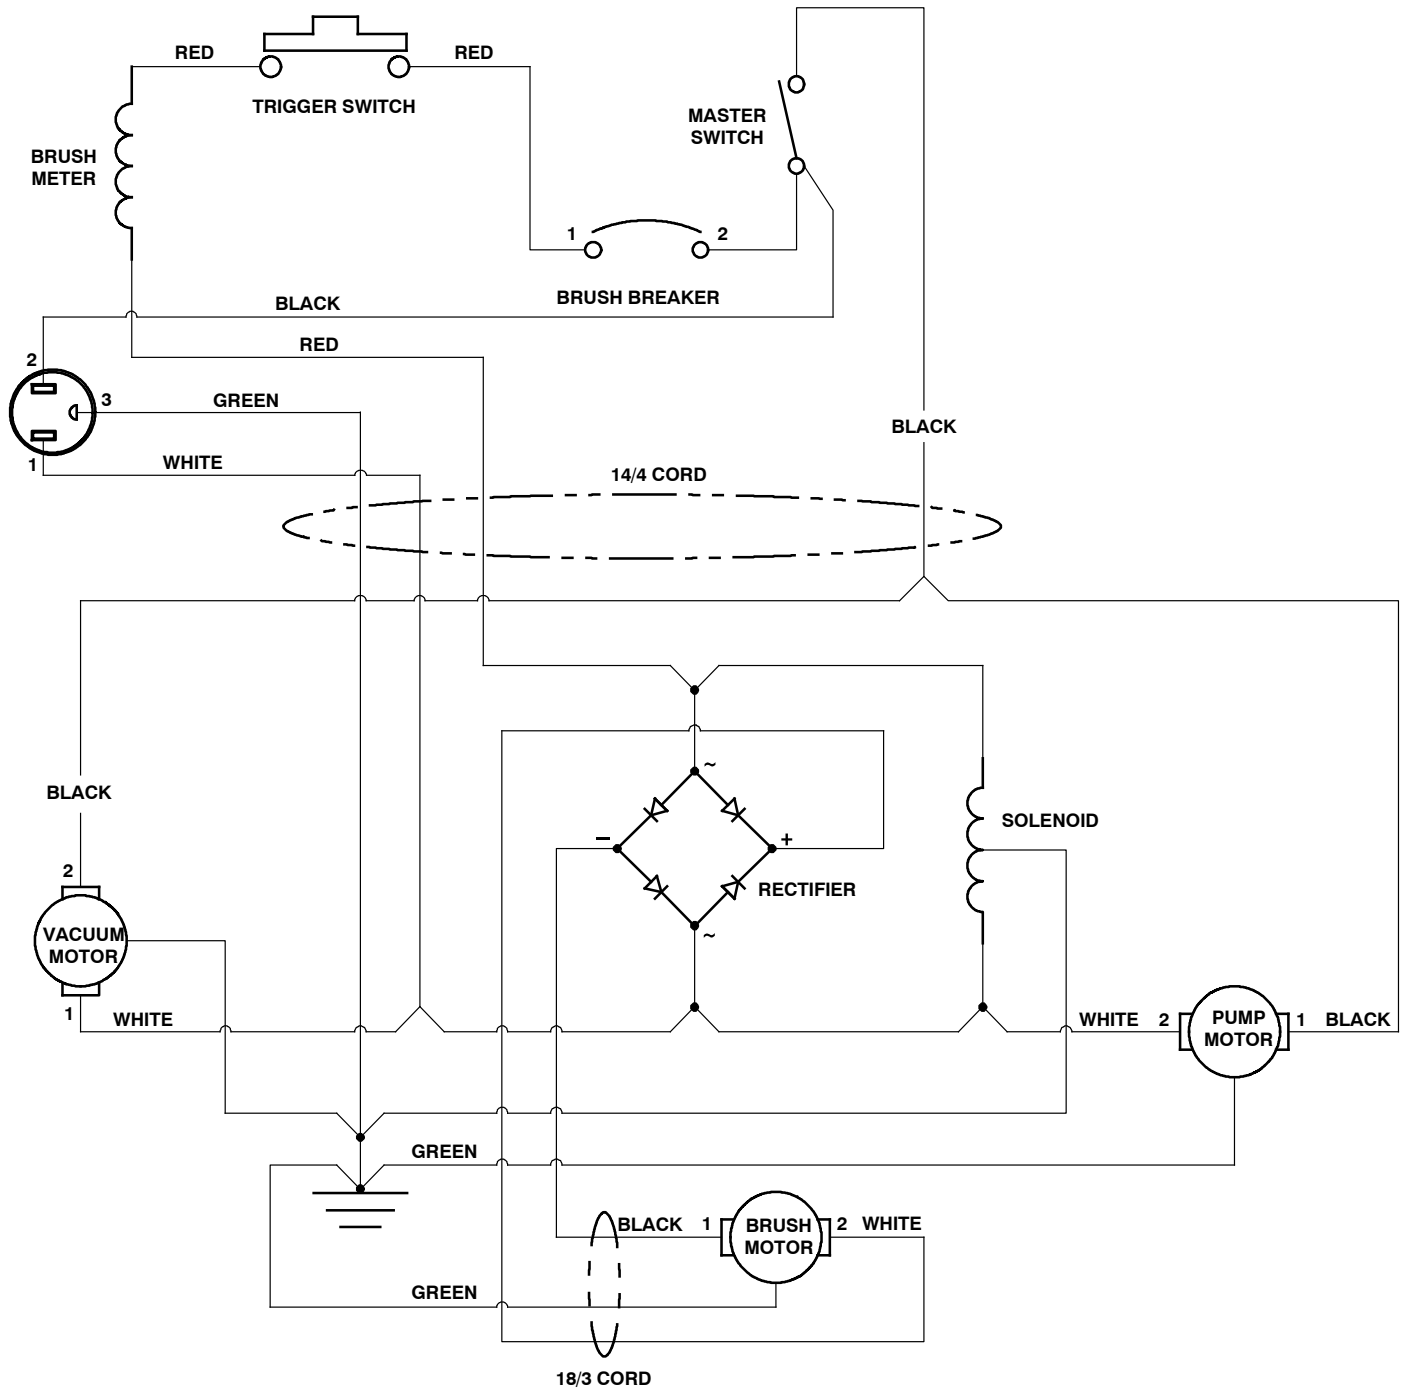 RED
RED
TRIGGER SWITCH
MASTER
SWITCH
BRUSH
METER
1
2
BRUSH BREAKER
BLACK
RED
2
3
GREEN
BLACK
1
WHITE
14/4 CORD
~
BLACK
SOLENOID
–
+
2
RECTIFIER
VACUUM
MOTOR
~
1
WHITE
WHITE
2
PUMP
MOTOR
1
BLACK
GREEN
BLACK
1
BRUSH
MOTOR
2
WHITE
GREEN
18/3 CORD